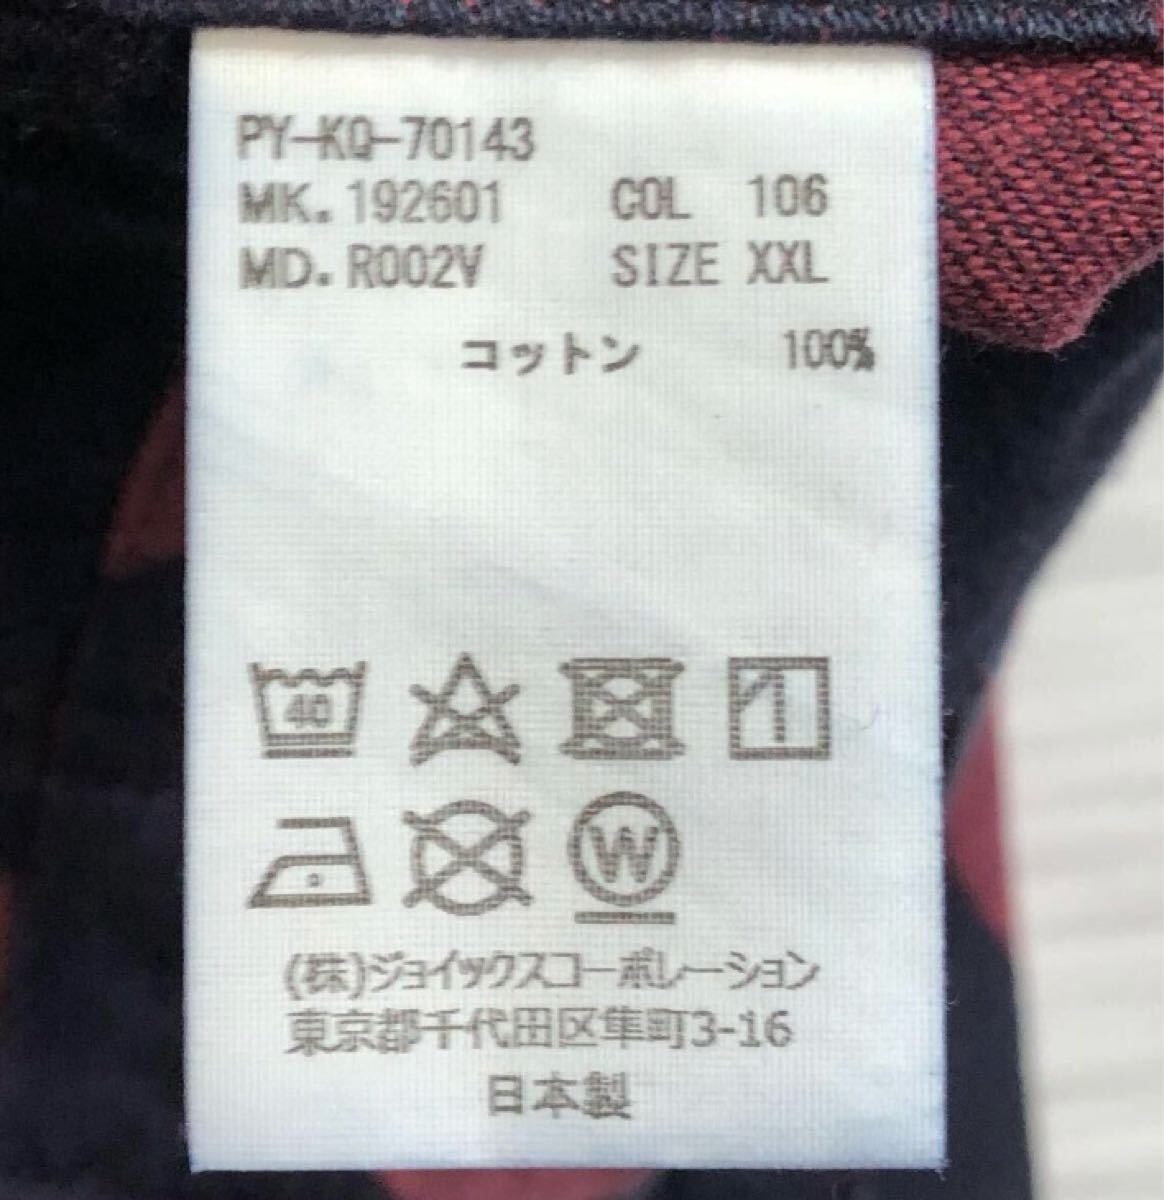 PY-KQ-70143
MK. 192601 COL 106
MD. R002V SIZE XXL
コットン 100%
40
W
(株)ジョイックスコーポレーション
東京都千代田区隼町3-16
日本製